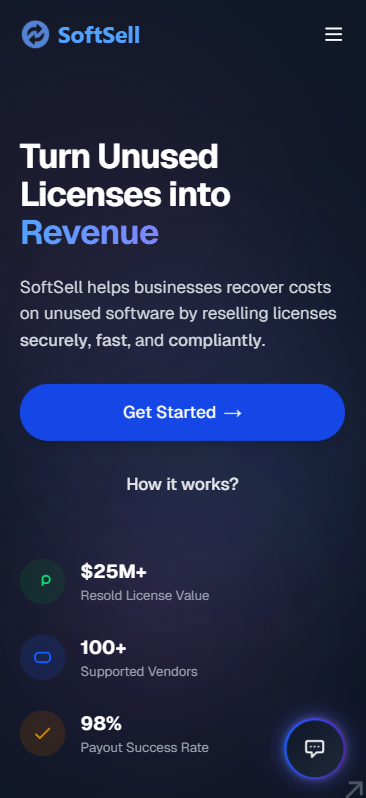 SoftSell
Turn Unused
Licenses into
Revenue
SoftSell helps businesses recover costs
on unused software by reselling licenses
securely, fast, and compliantly.
Get Started →
How it works?
$25M+
Resold License Value
100+
Supported Vendors
98%
Payout Success Rate